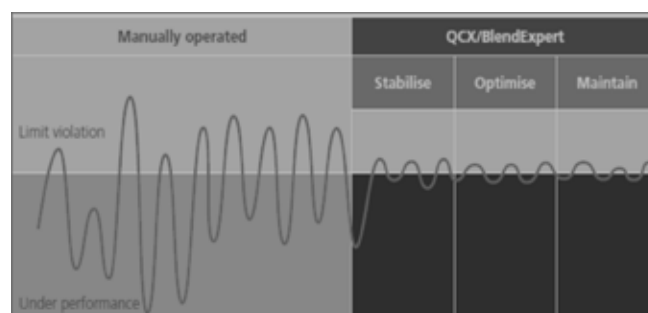 Manually operated
QCX/BlendExpert
Stabilise
Optimise
Maintain
Limit violation
Under performance